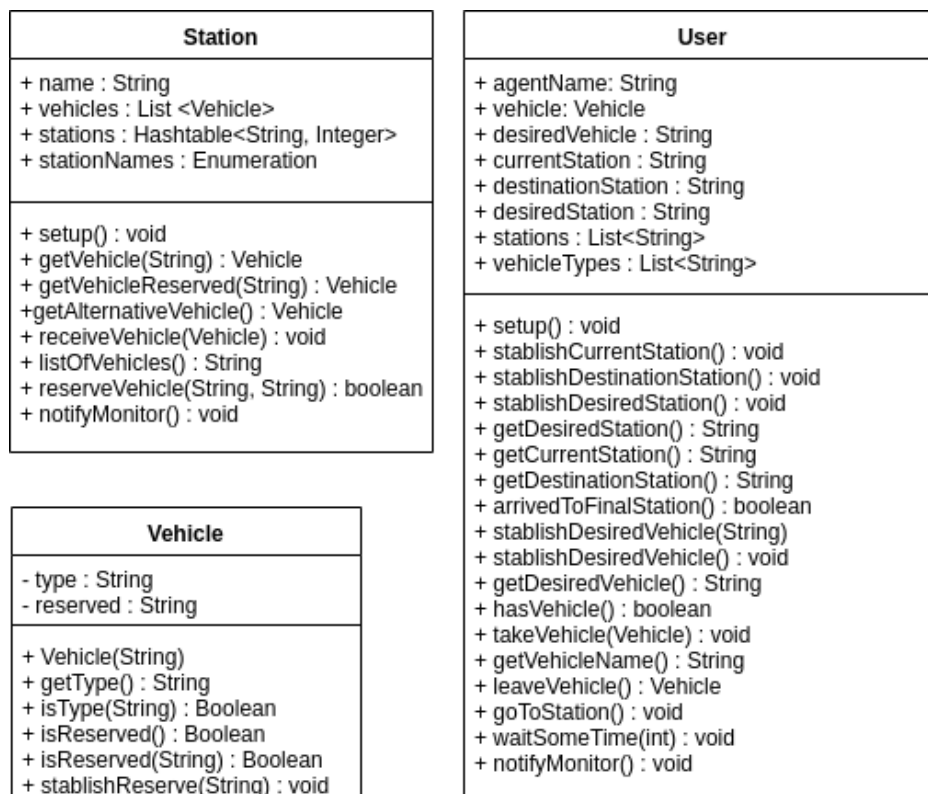 Station
+ name : String
+ vehicles : List <Vehicle>
+ stations : Hashtable<String, Integer>
+ stationNames : Enumeration
+ setup() : void
+ getVehicle(String) : Vehicle
+ getVehicleReserved(String) : Vehicle
+getAlternativeVehicle() : Vehicle
+ receiveVehicle(Vehicle) : void
+ listOfVehicles() : String
+ reserveVehicle(String, String) : boolean
+ notifyMonitor() : void
Vehicle
- type : String
- reserved : String
+ Vehicle(String)
+ getType() : String
+ isType(String) : Boolean
+ isReserved() : Boolean
+ isReserved(String) : Boolean
+ stablishReserve(String) : void
User
+ agentName: String
+ vehicle: Vehicle
+ desiredVehicle : String
+ currentStation : String
+ destinationStation : String
+ desiredStation : String
+ stations : List<String>
+ vehicleTypes : List<String>
+ setup() : void
+ stablishCurrentStation() : void
+ stablishDestinationStation() : void
+ stablishDesiredStation() : void
+ getDesiredStation() : String
+ getCurrentStation() : String
+ getDestinationStation() : String
+ arrivedToFinalStation() : boolean
+ stablishDesiredVehicle(String)
+ stablishDesiredVehicle() : void
+ getDesiredVehicle() : String
+ hasVehicle() : boolean
+ takeVehicle(Vehicle) : void
+ getVehicleName() : String
+ leaveVehicle() : Vehicle
+ goToStation() : void
+ waitSomeTime(int) : void
+ notifyMonitor() : void